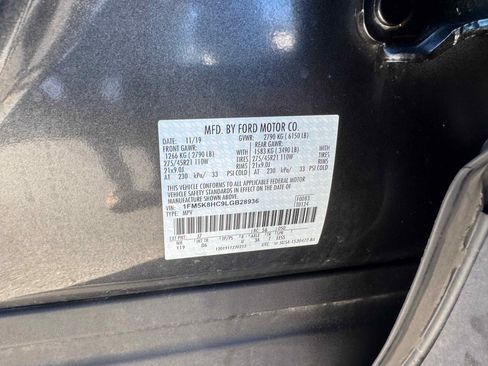 MFD. BY FORD MOTOR CO.
DATE: 11/19 GVWR: 2790 KG ( 6150 LB)
FRONT GAWR: REAR GAWR:
1266 KG ( 2790 LB) WITH 1583 KG ( 3490 LB) WITH
275/45R21 110W TIRES 275/45R21 110W TIRES
21x9.0J RIMS 21x9.0J RIMS
AT 230 kPa/ 33 PSI COLD AT 230 kPa/ 33 PSI COLD
THIS VEHICLE CONFORMS TO ALL APPLICABLE FEDERAL MOTOR
VEHICLE SAFETY STANDARDS IN EFFECT ON THE DATE OF
MANUFACTURE SHOWN ABOVE.
VIN: 1FM5K8HC9LGB28936
TYPE: MPV F0083